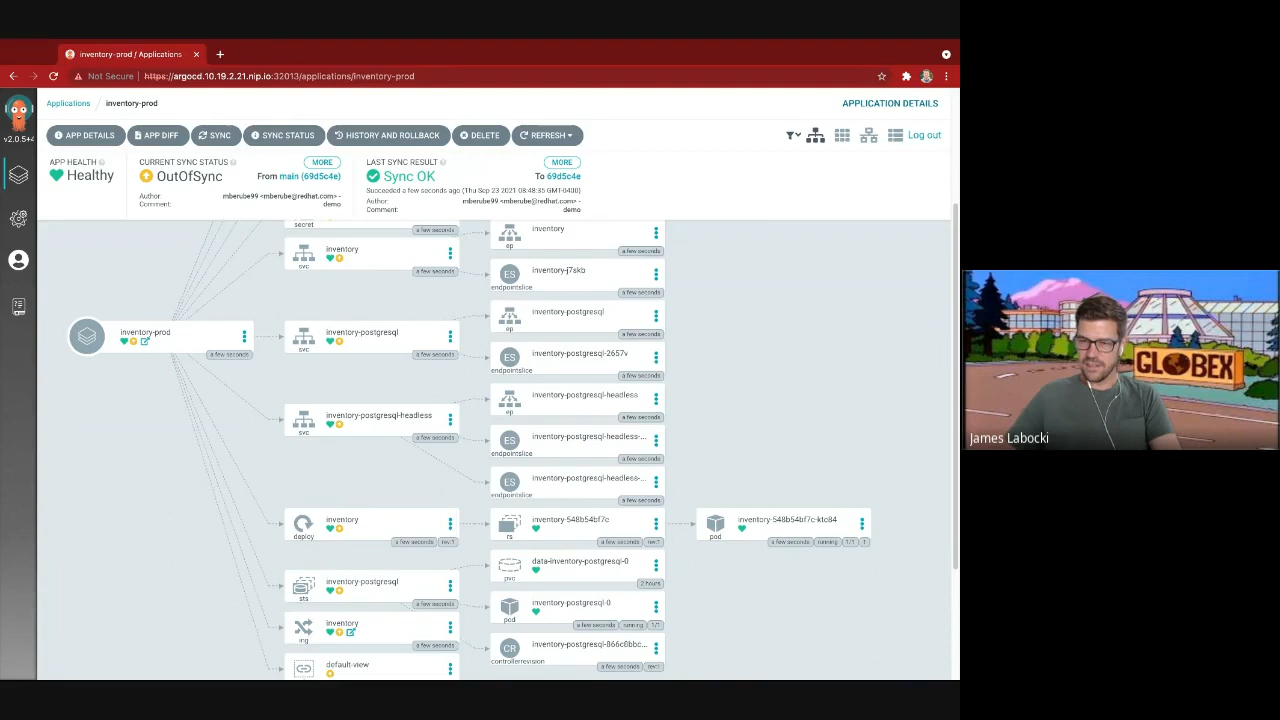 inventory-prod / Applications
Not Secure
https://argocd.10.19.2.21.nip.io:32013/applications/inventory-prod
v2.0.5+4
Applications / inventory-prod
APPLICATION DETAILS
APP DETAILS
APP DIFF
SYNC
SYNC STATUS
HISTORY AND ROLLBACK
DELETE
REFRESH
Log out
APP HEALTH
Healthy
CURRENT SYNC STATUS
MORE
OutOfSync
From main (69d5c4e)
Author: mberube99 <mberube@redhat.com> -
Comment: demo
LAST SYNC RESULT
MORE
Sync OK
To 69d5c4e
Succeeded a few seconds ago (Thu Sep 23 2021 08:48:35 GMT-0400)
Author: mberube99 <mberube@redhat.com> -
Comment: demo
secret
a few seconds
inventory
ep
a few seconds
inventory
svc
a few seconds
inventory-j7skb
ES
endpointslice
a few seconds
inventory-postgresql
ep
a few seconds
inventory-prod
a few seconds
inventory-postgresql
svc
a few seconds
inventory-postgresql-2657v
ES
endpointslice
a few seconds
inventory-postgresql-headless
ep
a few seconds
inventory-postgresql-headless
svc
a few seconds
inventory-postgresql-headless-...
ES
endpointslice
a few seconds
inventory-postgresql-headless-...
ES
endpointslice
a few seconds
inventory
deploy
a few seconds
rev:1
inventory-548b54bf7c
rs
a few seconds
rev:1
inventory-548b54bf7c-ktc84
pod
a few seconds
running
1/1
1
data-inventory-postgresql-0
pvc
2 hours
inventory-postgresql
sts
a few seconds
inventory-postgresql-0
pod
a few seconds
running
1/1
inventory
ing
a few seconds
inventory-postgresql-866c8bbc...
CR
controllerrevision
a few seconds
rev:1
default-view
GLOBEX
James Labocki